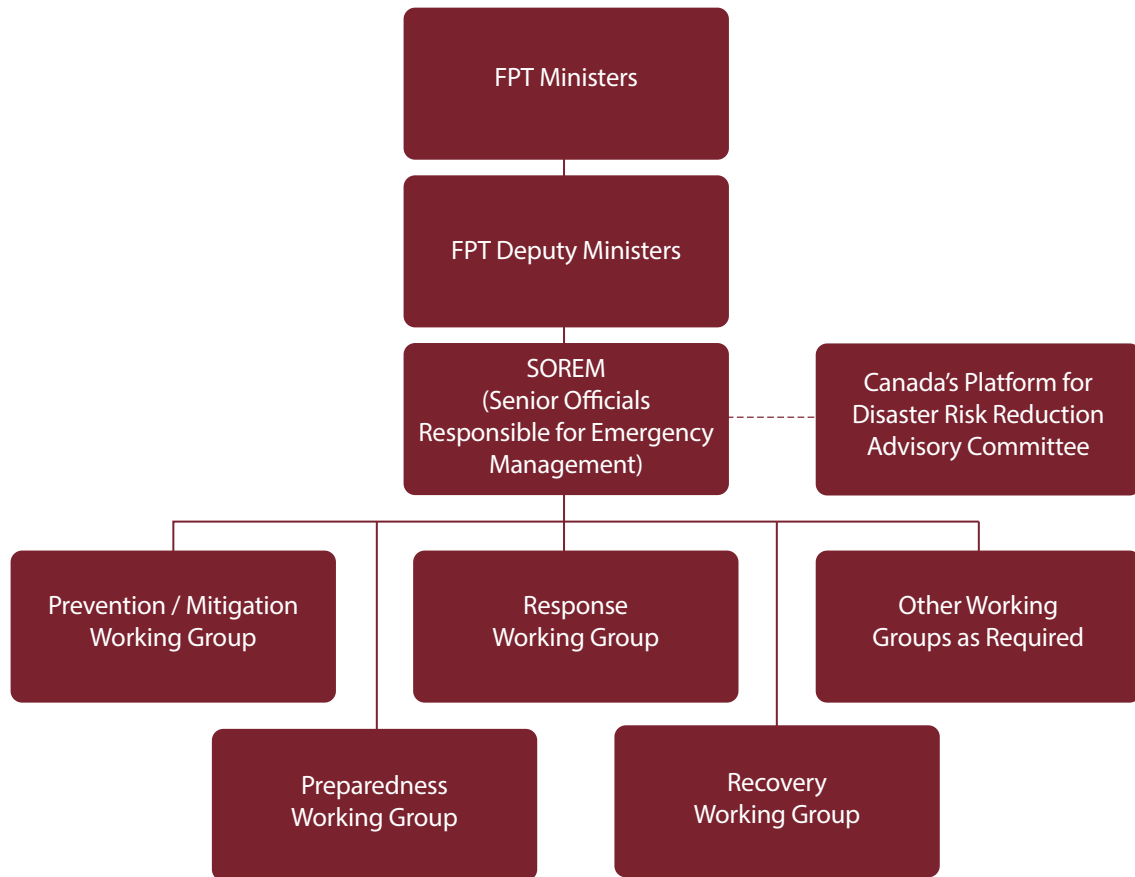 FPT Ministers
FPT Deputy Ministers
SOREM
(Senior Officials
Responsible for Emergency
Management)
Canada’s Platform for
Disaster Risk Reduction
Advisory Committee
Prevention / Mitigation
Working Group
Response
Working Group
Other Working
Groups as Required
Preparedness
Working Group
Recovery
Working Group